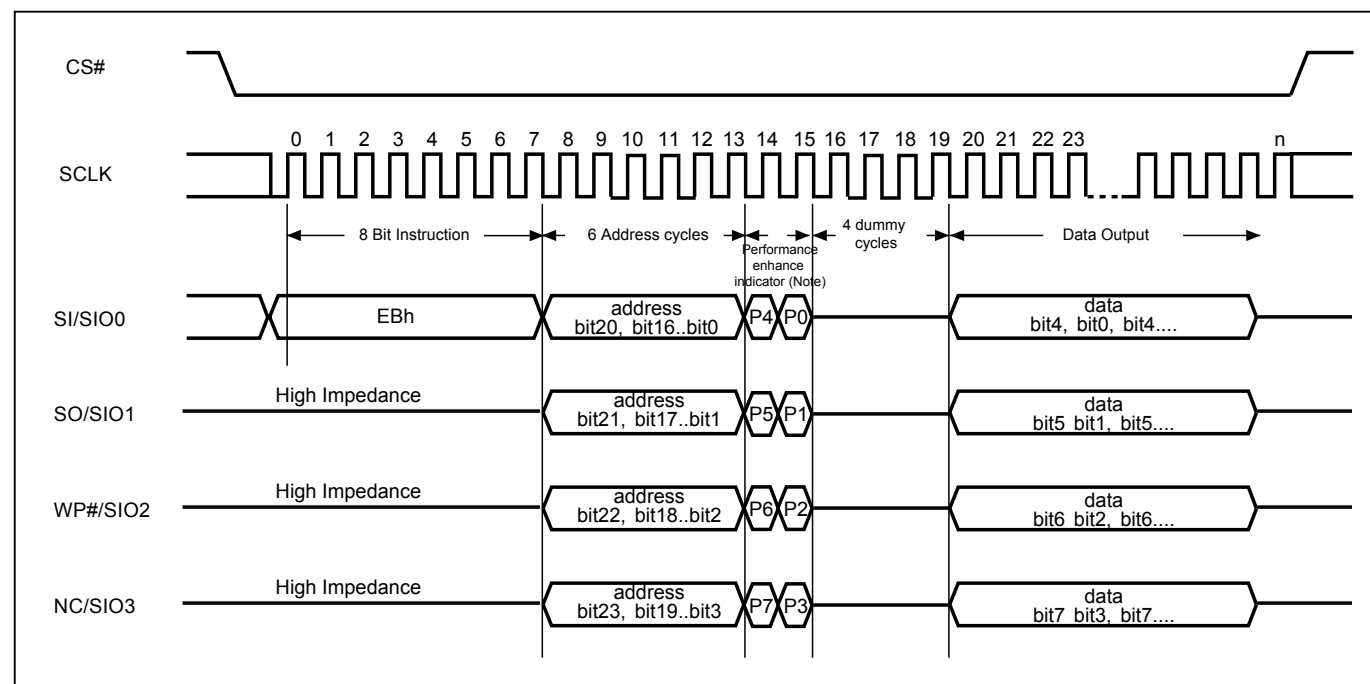 CS#
0 1 2 3 4 5 6 7 8 9 10 11 12 13 14 15 16 17 18 19 20 21 22 23 n
SCLK
8 Bit Instruction
6 Address cycles
Performance
enhance
indicator (Note)
4 dummy
cycles
Data Output
SI/SIO0
EBh
address
bit20, bit16..bit0
P4 P0
data
bit4, bit0, bit4....
SO/SIO1
High Impedance
address
bit21, bit17..bit1
P5 P1
data
bit5 bit1, bit5....
WP#/SIO2
High Impedance
address
bit22, bit18..bit2
P6 P2
data
bit6 bit2, bit6....
NC/SIO3
High Impedance
address
bit23, bit19..bit3
P7 P3
data
bit7 bit3, bit7....